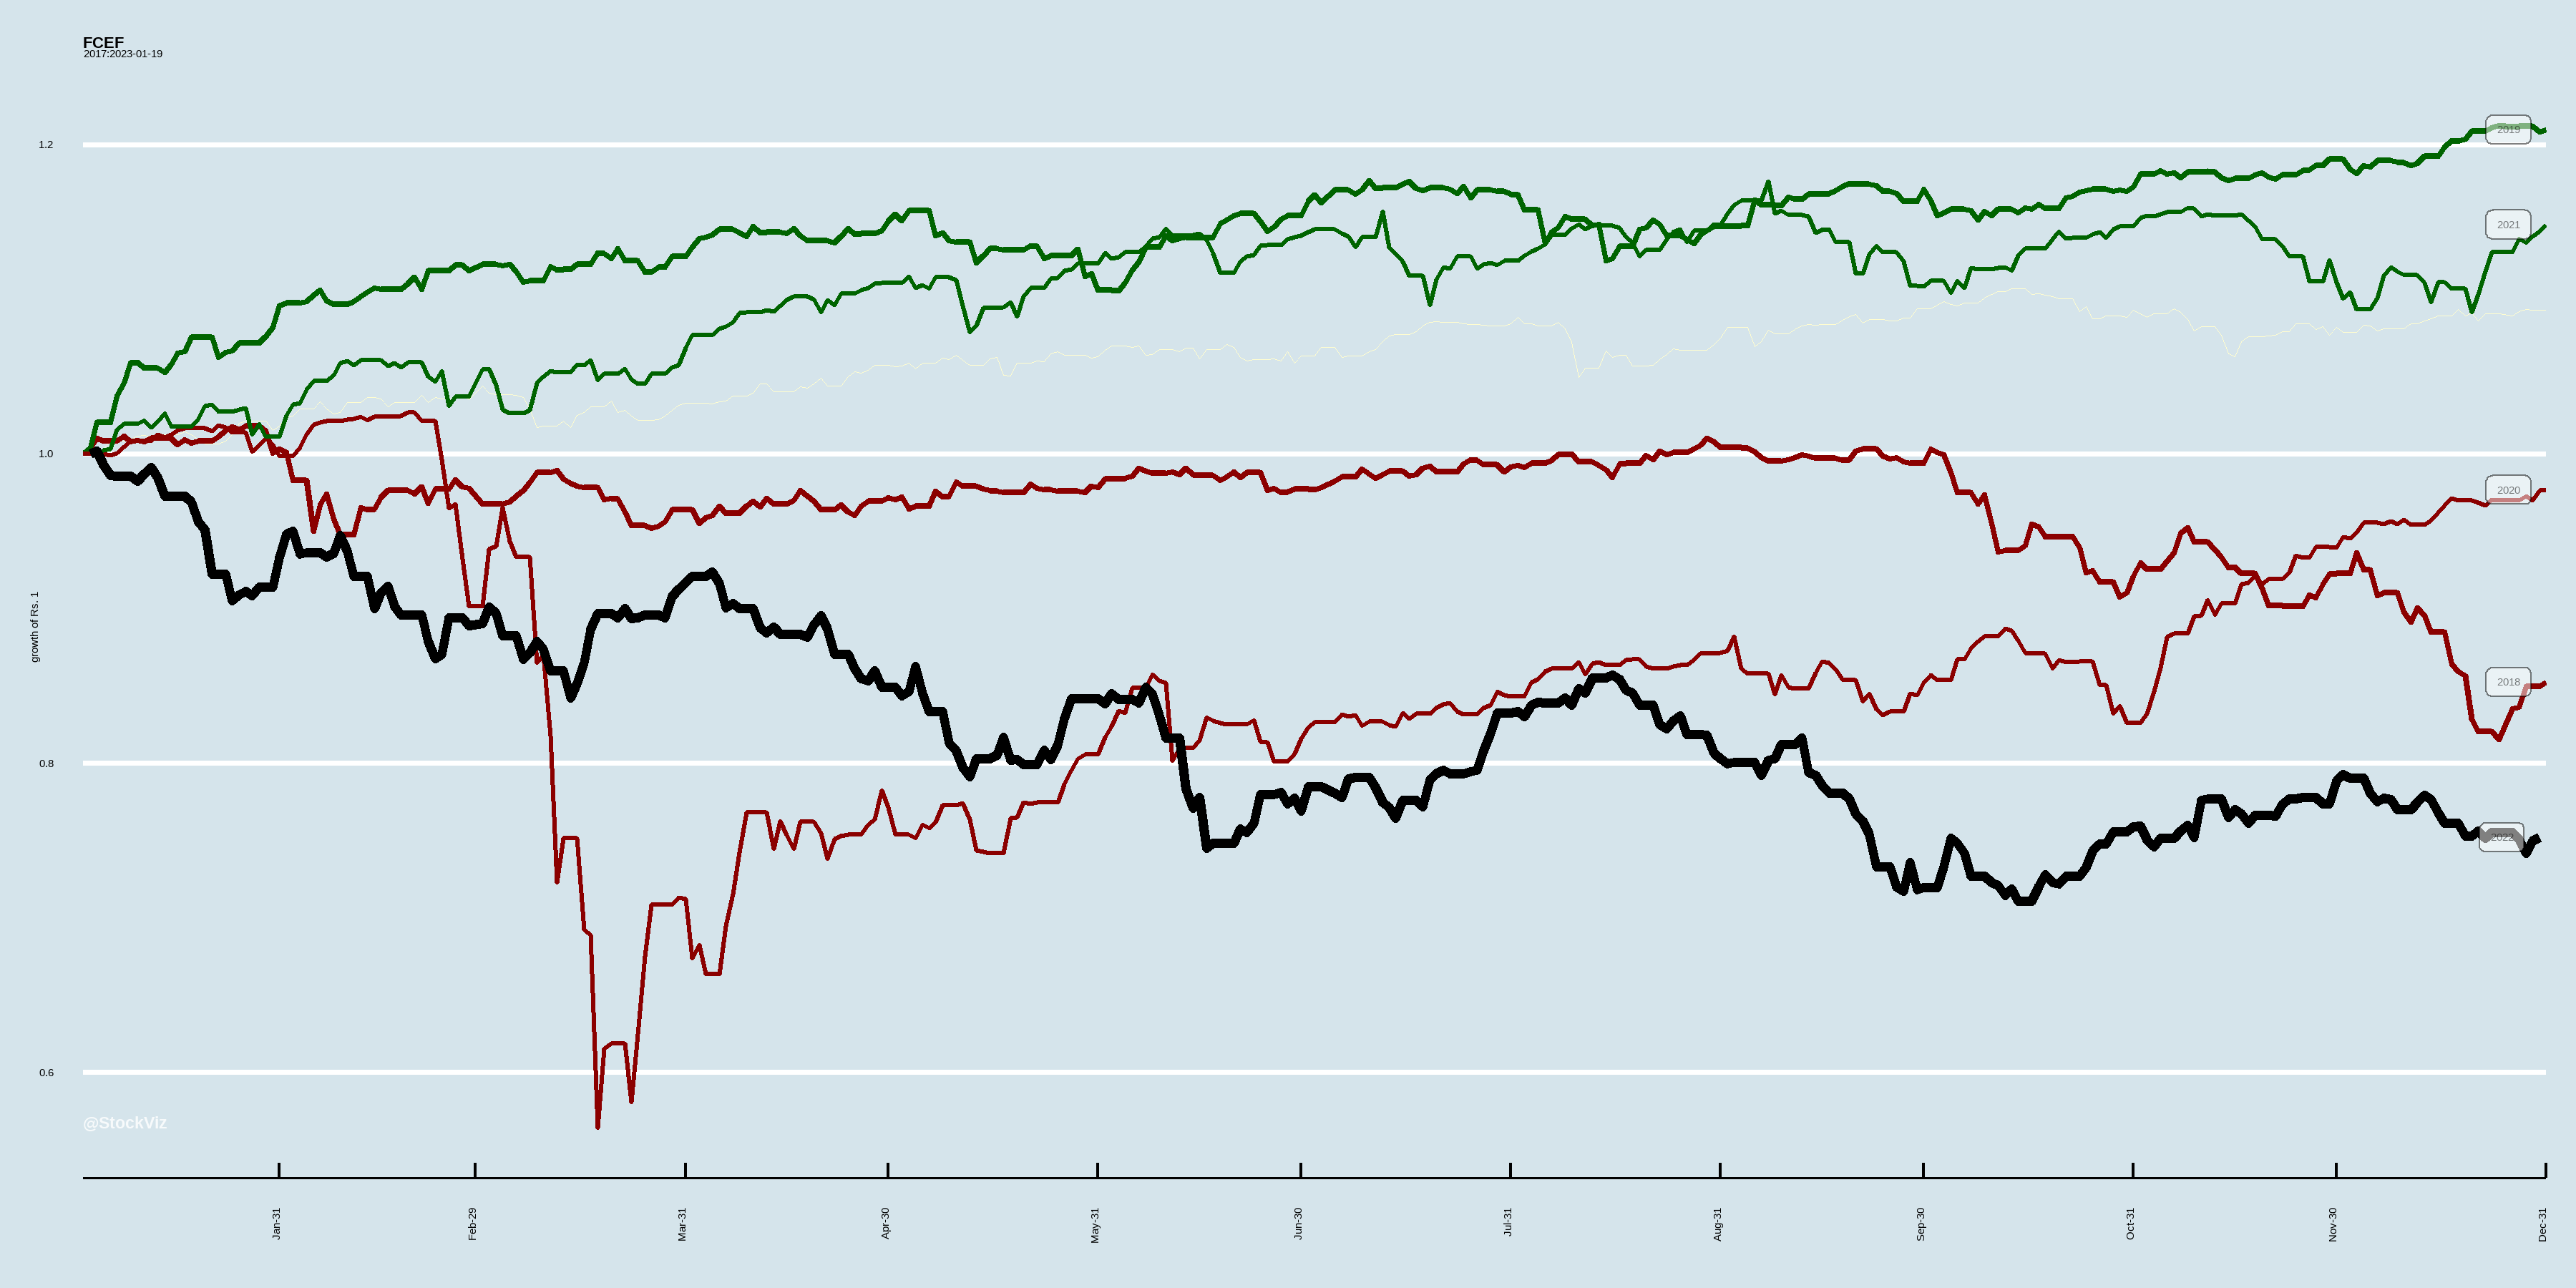 FCEF
2017:2023-01-19
1.2
1.0
0.8
0.6
growth of Rs. 1
2019
2021
2020
2018
2022
@StockViz
Jan-31
Feb-29
Mar-31
Apr-30
May-31
Jun-30
Jul-31
Aug-31
Sep-30
Oct-31
Nov-30
Dec-31